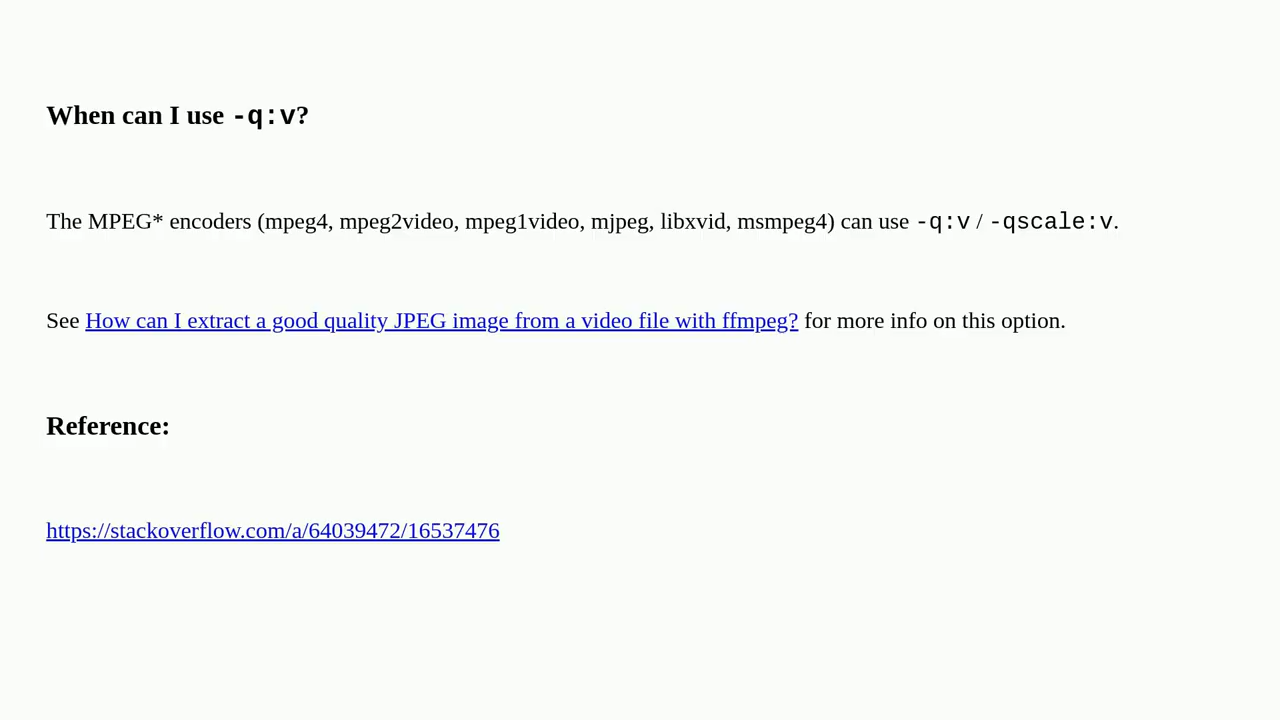 When can I use -q:v?
The MPEG* encoders (mpeg4, mpeg2video, mpeg1video, mjpeg, libxvid, msmpeg4) can use -q:v / -qscale:v.
See How can I extract a good quality JPEG image from a video file with ffmpeg? for more info on this option.
Reference:
https://stackoverflow.com/a/64039472/16537476